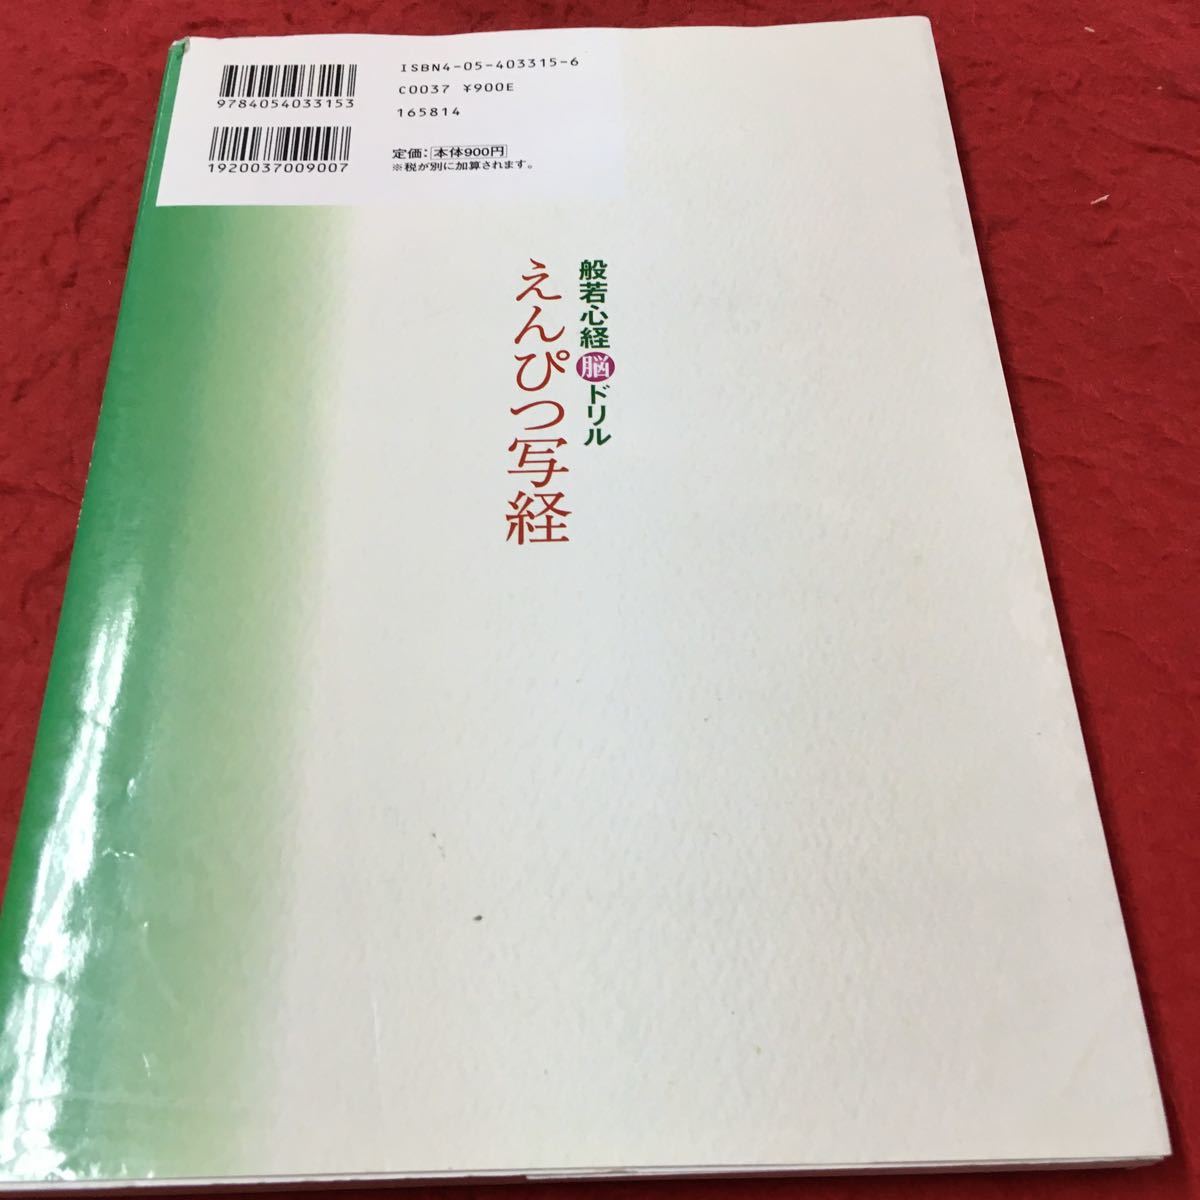 ISBN4-05-403315-6
C0037 ¥900E
165814
9784054033153
1920037009007
定価：本体900円
※税が別に加算されます。
般若心経脳ドリル
えんぴつ写経